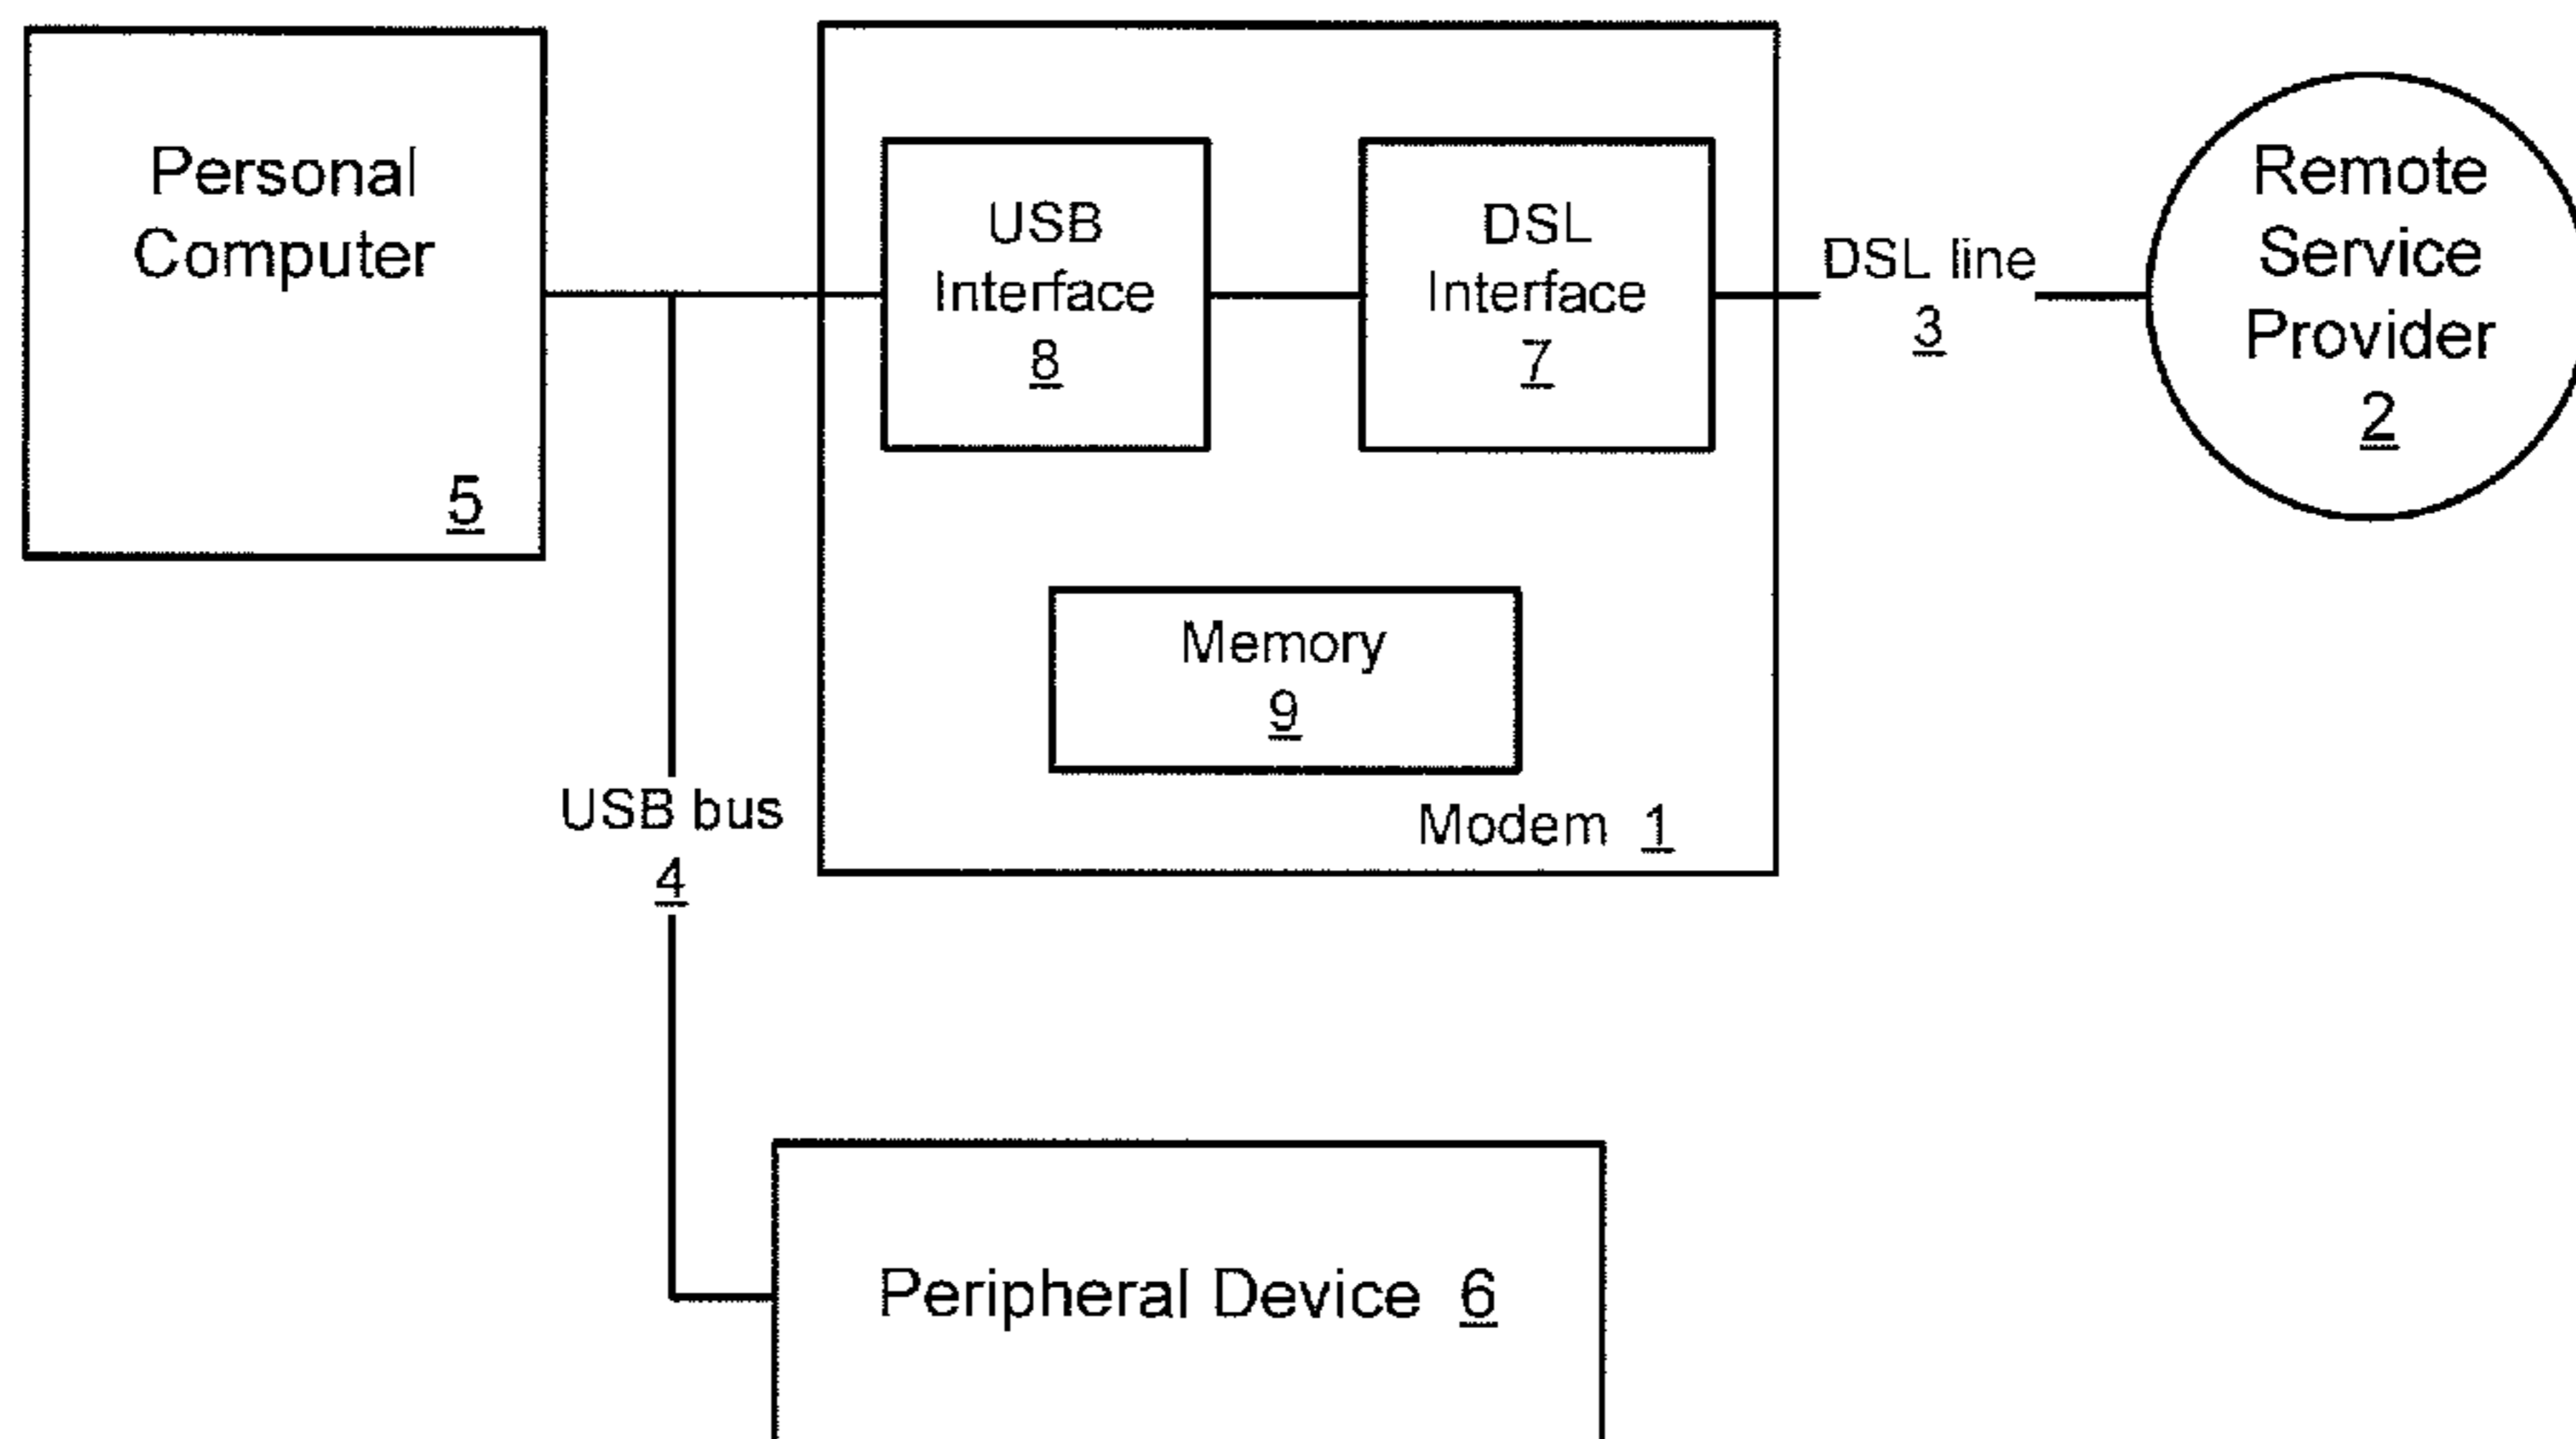 Personal
Computer
5
USB
Interface
8
DSL
Interface
7
Memory
9
Modem 1
DSL line
3
Remote
Service
Provider
2
USB bus
4
Peripheral Device 6